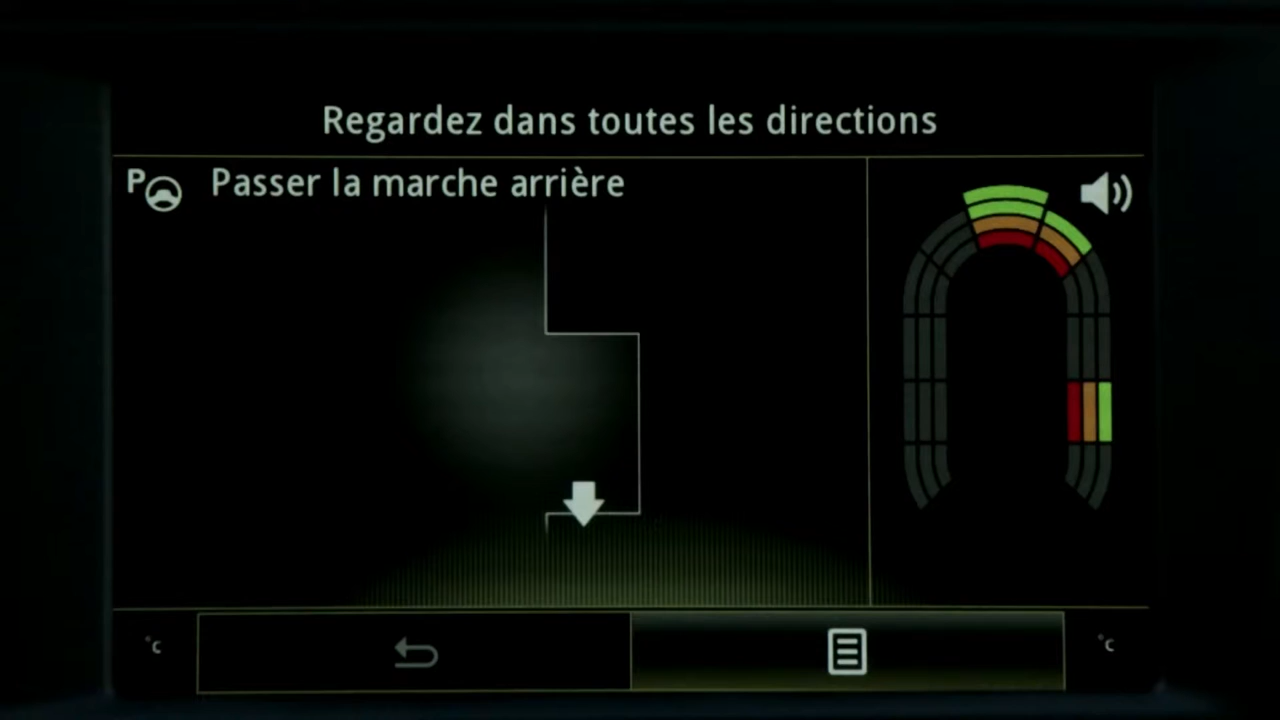 Regardez dans toutes les directions
P
Passer la marche arrière
°c
°c